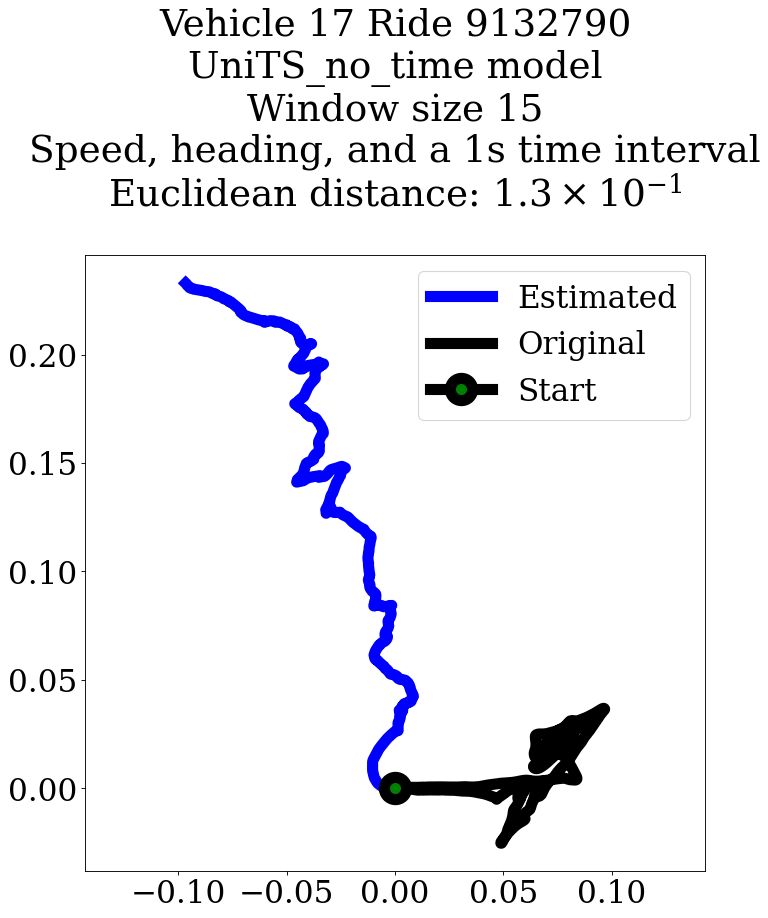 Vehicle 17 Ride 9132790
UniTS_no_time model
Window size 15
Speed, heading, and a 1s time interval
Euclidean distance: 1.3 × 10⁻¹
Estimated
Original
Start
0.20
0.15
0.10
0.05
0.00
−0.10 −0.05 0.00 0.05 0.10